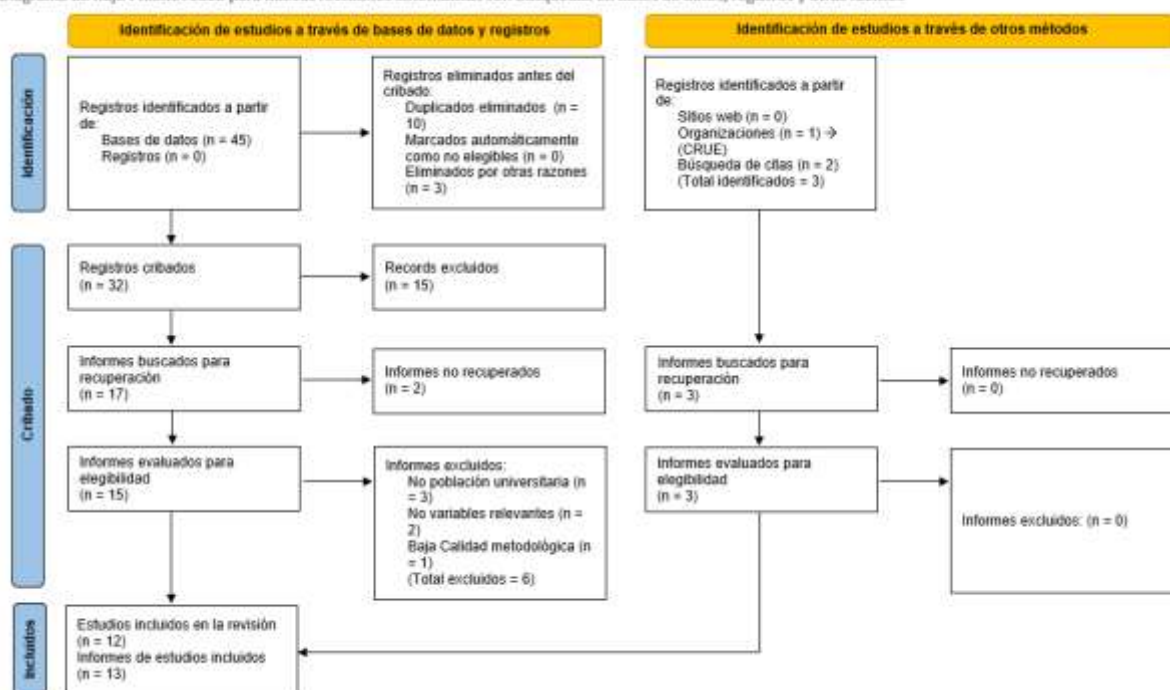 Identificación de estudios a través de bases de datos y registros
Identificación de estudios a través de otros métodos
Identificación
Registros identificados a partir
de:
Bases de datos (n = 45)
Registros (n = 0)
Registros eliminados antes del
cribado:
Duplicados eliminados (n =
10)
Marcados automáticamente
como no elegibles (n = 0)
Eliminados por otras razones
(n = 3)
Registros identificados a partir
de:
Sitios web (n = 0)
Organizaciones (n = 1) →
(CRUE)
Búsqueda de citas (n = 2)
(Total identificados = 3)
Cribado
Registros cribados
(n = 32)
Records excluidos
(n = 15)
Informes buscados para
recuperación
(n = 17)
Informes no recuperados
(n = 2)
Informes buscados para
recuperación
(n = 3)
Informes no recuperados
(n = 0)
Informes evaluados para
elegibilidad
(n = 15)
Informes excluidos:
No población universitaria (n
= 3)
No variables relevantes (n =
2)
Baja Calidad metodológica (n
= 1)
(Total excluidos = 6)
Informes evaluados para
elegibilidad
(n = 3)
Informes excluidos: (n = 0)
Incluidos
Estudios incluidos en la revisión
(n = 12)
Informes de estudios incluidos
(n = 13)